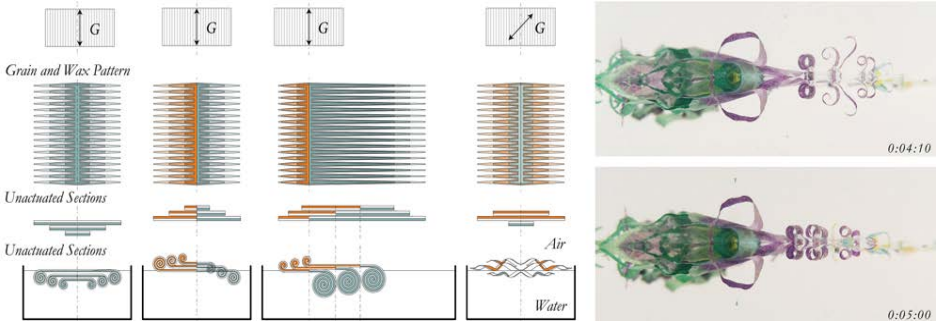 G
G
G
G
Grain and Wax Pattern
Unactuated Sections
Unactuated Sections
Air
Water
0:04:10
0:05:00